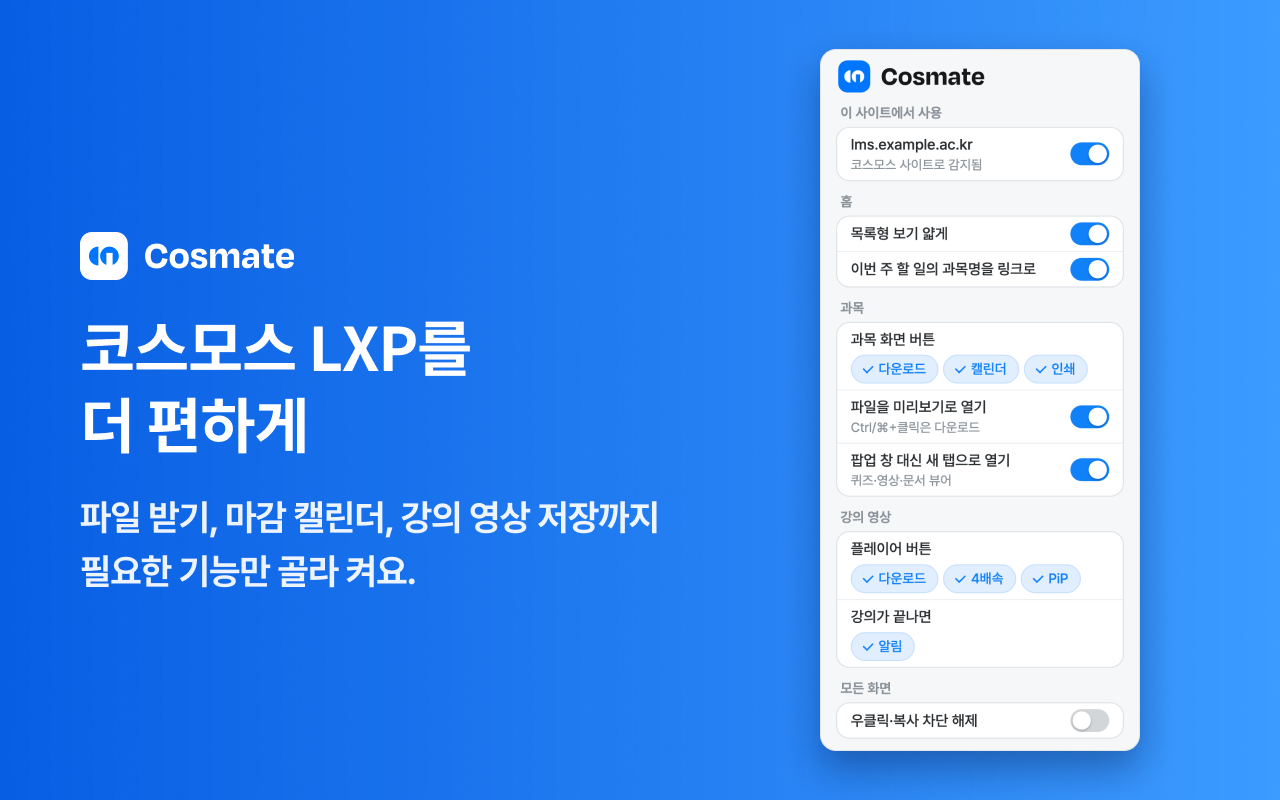 Cosmate
코스모스 LXP를
더 편하게
파일 받기, 마감 캘린더, 강의 영상 저장까지
필요한 기능만 골라 켜요.
Cosmate
이 사이트에서 사용
lms.example.ac.kr
코스모스 사이트로 감지됨
홈
목록형 보기 얇게
이번 주 할 일의 과목명을 링크로
과목
과목 화면 버튼
다운로드 캘린더 인쇄
파일을 미리보기로 열기
Ctrl/⌘+클릭은 다운로드
팝업 창 대신 새 탭으로 열기
퀴즈·영상·문서 뷰어
강의 영상
플레이어 버튼
다운로드 4배속 PiP
강의가 끝나면
알림
모든 화면
우클릭·복사 차단 해제